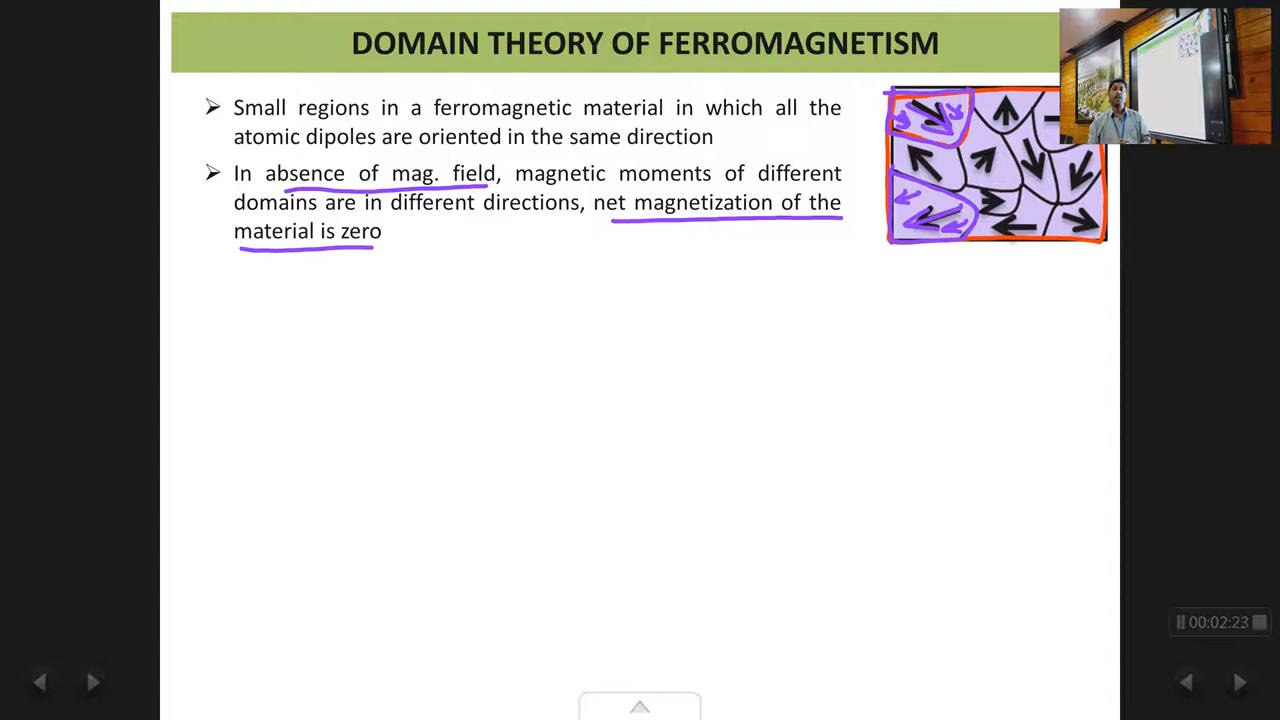 DOMAIN THEORY OF FERROMAGNETISM
➢ Small regions in a ferromagnetic material in which all the
atomic dipoles are oriented in the same direction
➢ In absence of mag. field, magnetic moments of different
domains are in different directions, net magnetization of the
material is zero
00:02:23